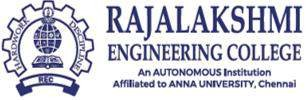 HARDWORK DISCIPLINE
REC
RAJALAKSHMI
ENGINEERING COLLEGE
An AUTONOMOUS Institution
Affiliated to ANNA UNIVERSITY, Chennai